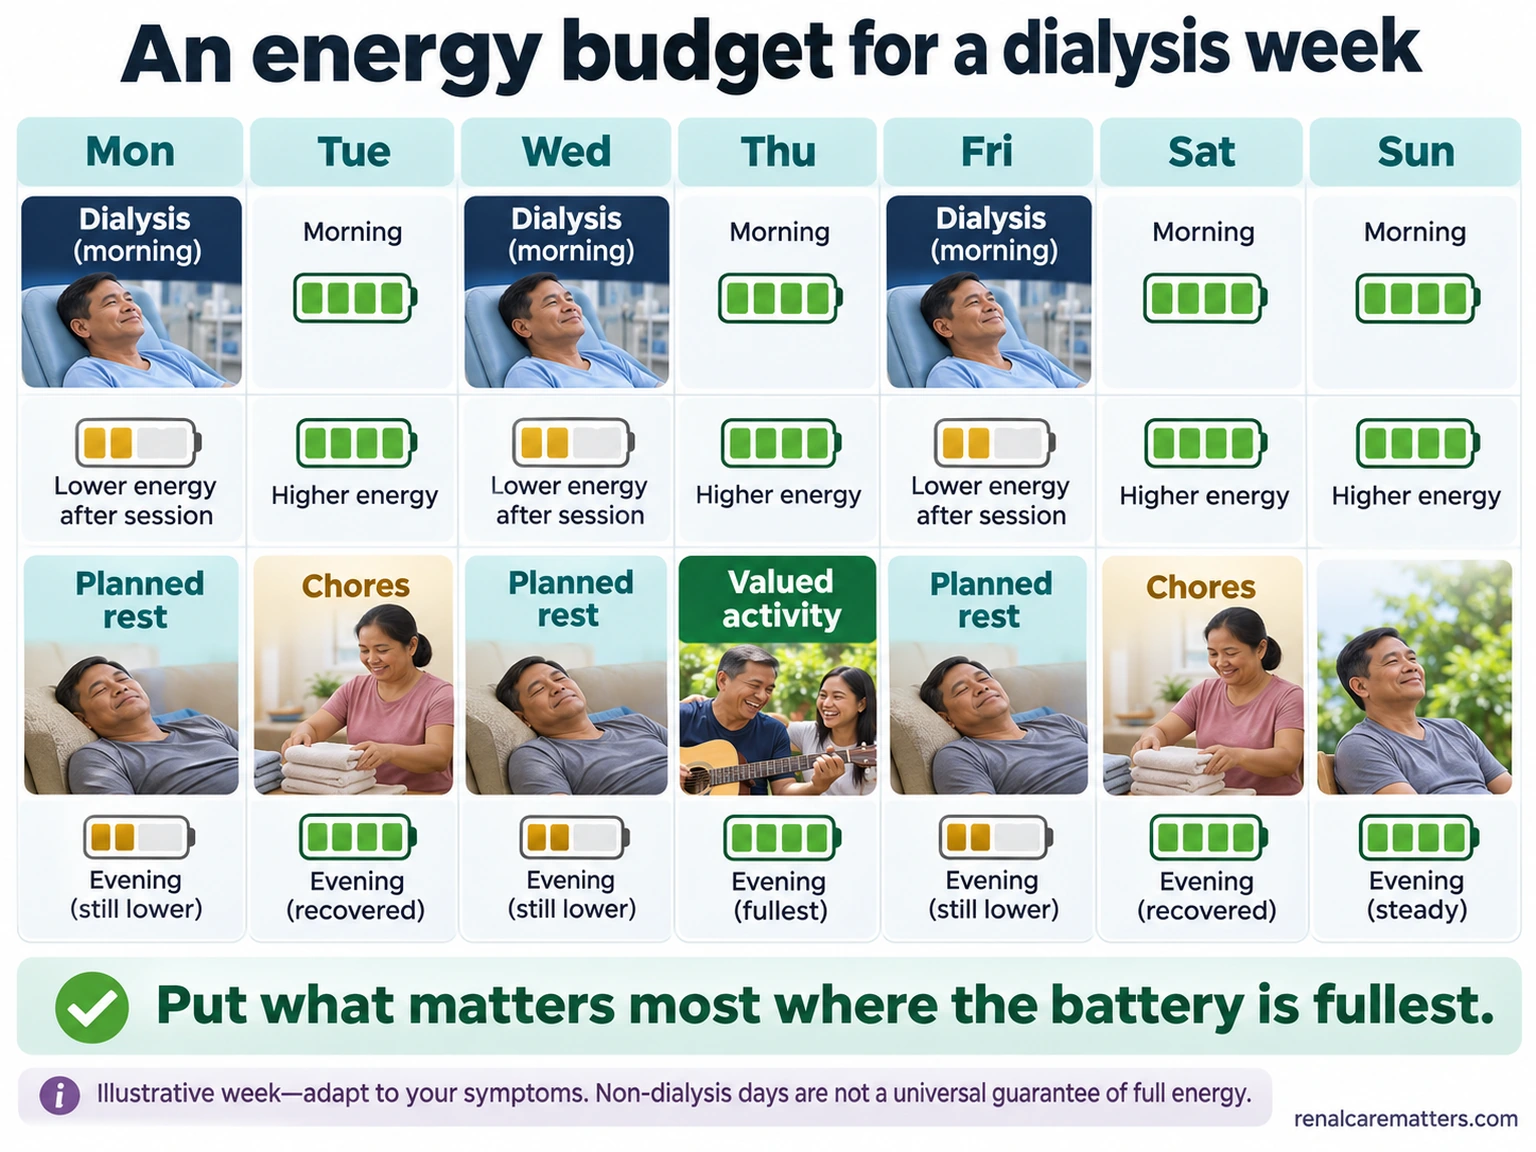 An energy budget for a dialysis week
Mon Tue Wed Thu Fri Sat Sun
Dialysis
(morning)
Morning
Dialysis
(morning)
Morning
Dialysis
(morning)
Morning
Morning
Lower energy
after session
Higher energy
Lower energy
after session
Higher energy
Lower energy
after session
Higher energy
Higher energy
Planned
rest
Chores
Planned
rest
Valued
activity
Planned
rest
Chores
Evening
(still lower)
Evening
(recovered)
Evening
(still lower)
Evening
(fullest)
Evening
(still lower)
Evening
(recovered)
Evening
(steady)
Put what matters most where the battery is fullest.
i Illustrative week—adapt to your symptoms. Non-dialysis days are not a universal guarantee of full energy.
renalcarematters.com